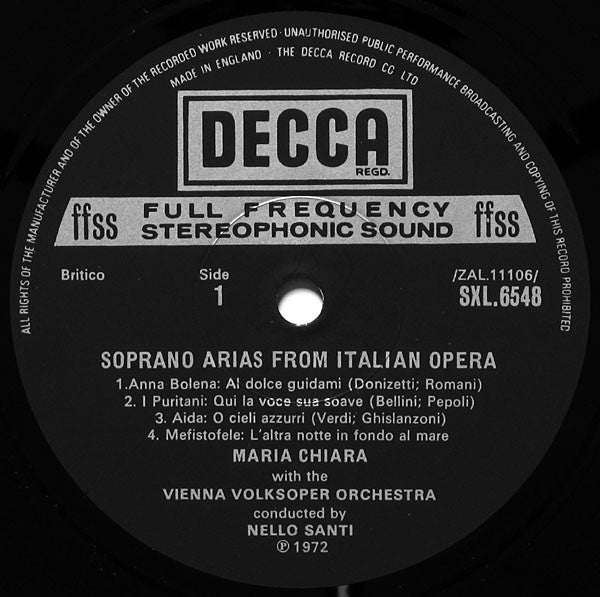 ALL RIGHTS OF THE MANUFACTURER AND OF THE OWNER OF THE RECORDED WORK RESERVED · UNAUTHORISED PUBLIC PERFORMANCE BROADCASTING AND COPYING OF THIS RECORD PROHIBITED
MADE IN ENGLAND · THE DECCA RECORD CO LTD
DECCA
REGD.
ffss FULL FREQUENCY ffss
STEREOPHONIC SOUND
Britico Side /ZAL.11106/
1 SXL.6548
SOPRANO ARIAS FROM ITALIAN OPERA
1.Anna Bolena: Al dolce guidami (Donizetti; Romani)
2. I Puritani: Qui la voce sua soave (Bellini; Pepoli)
3. Aida: O cieli azzurri (Verdi; Ghislanzoni)
4. Mefistofele: L'altra notte in fondo al mare
MARIA CHIARA
with the
VIENNA VOLKSOPER ORCHESTRA
conducted by
NELLO SANTI
℗ 1972